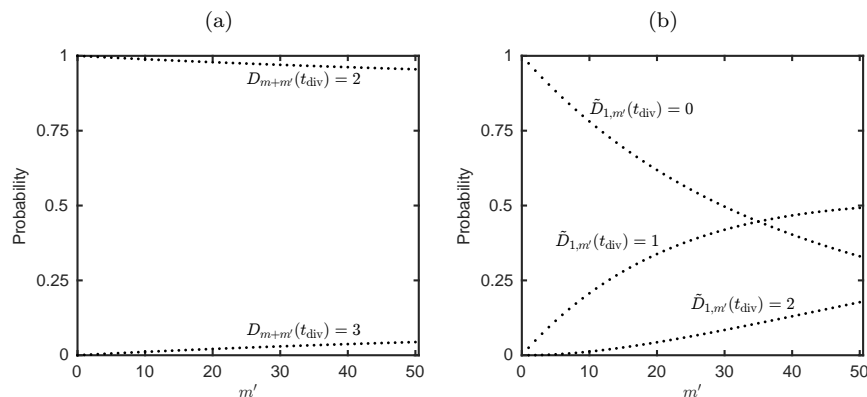 (a)
1
0.75
0.5
0.25
0
Probability
D_{m+m′}(t_div) = 2
D_{m+m′}(t_div) = 3
0 10 20 30 40 50
m′
(b)
1
0.75
0.5
0.25
0
Probability
D̃_{1,m′}(t_div) = 0
D̃_{1,m′}(t_div) = 1
D̃_{1,m′}(t_div) = 2
0 10 20 30 40 50
m′